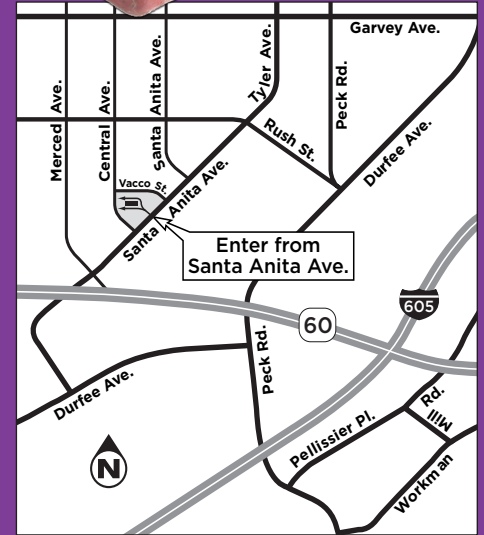 Garvey Ave.
Tyler Ave.
Merced Ave.
Central Ave.
Santa Anita Ave.
Peck Rd.
Rush St.
Durfee Ave.
Vacco St.
Santa Anita Ave.
Enter from
Santa Anita Ave.
60
605
Peck Rd.
Durfee Ave.
Pellissier Pl.
Mill Rd.
Workman
N